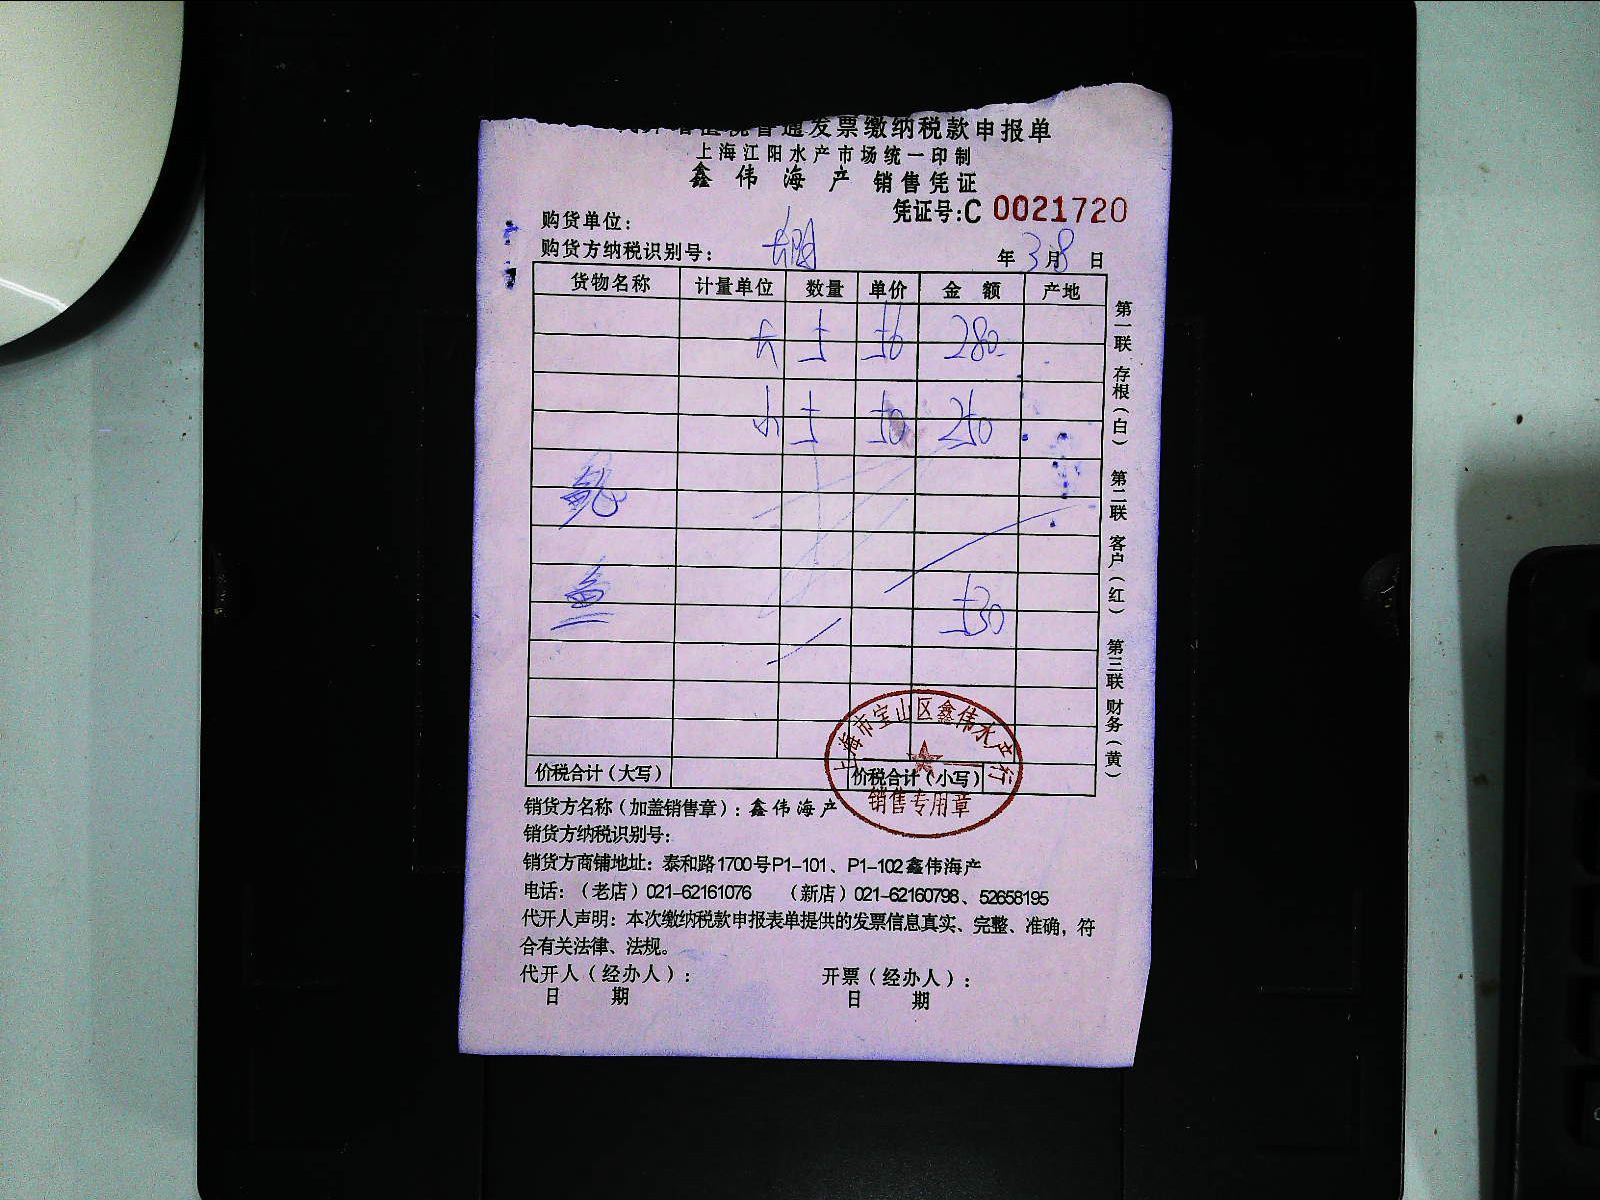 增值税普通发票缴纳税款申报单
上海江阳水产市场统一印制
鑫伟海产 销售凭证
凭证号:C 0021720
购货单位:
购货方纳税识别号:
年3月8日
货物名称 计量单位 数量 单价 金额 产地
大 5 56 280
小 5 50 250
530
价税合计(大写) 价税合计(小写)
上海市宝山区鑫伟水产行
销售专用章
销货方名称(加盖销售章):鑫伟海产
销货方纳税识别号:
销货方商铺地址:泰和路1700号P1-101、P1-102鑫伟海产
电话:(老店)021-62161076 (新店)021-62160798、52658195
代开人声明:本次缴纳税款申报表单提供的发票信息真实、完整、准确,符
合有关法律、法规。
代开人(经办人): 开票(经办人):
日期 日期
第一联 存根(白) 第二联 客户(红) 第三联 财务(黄)